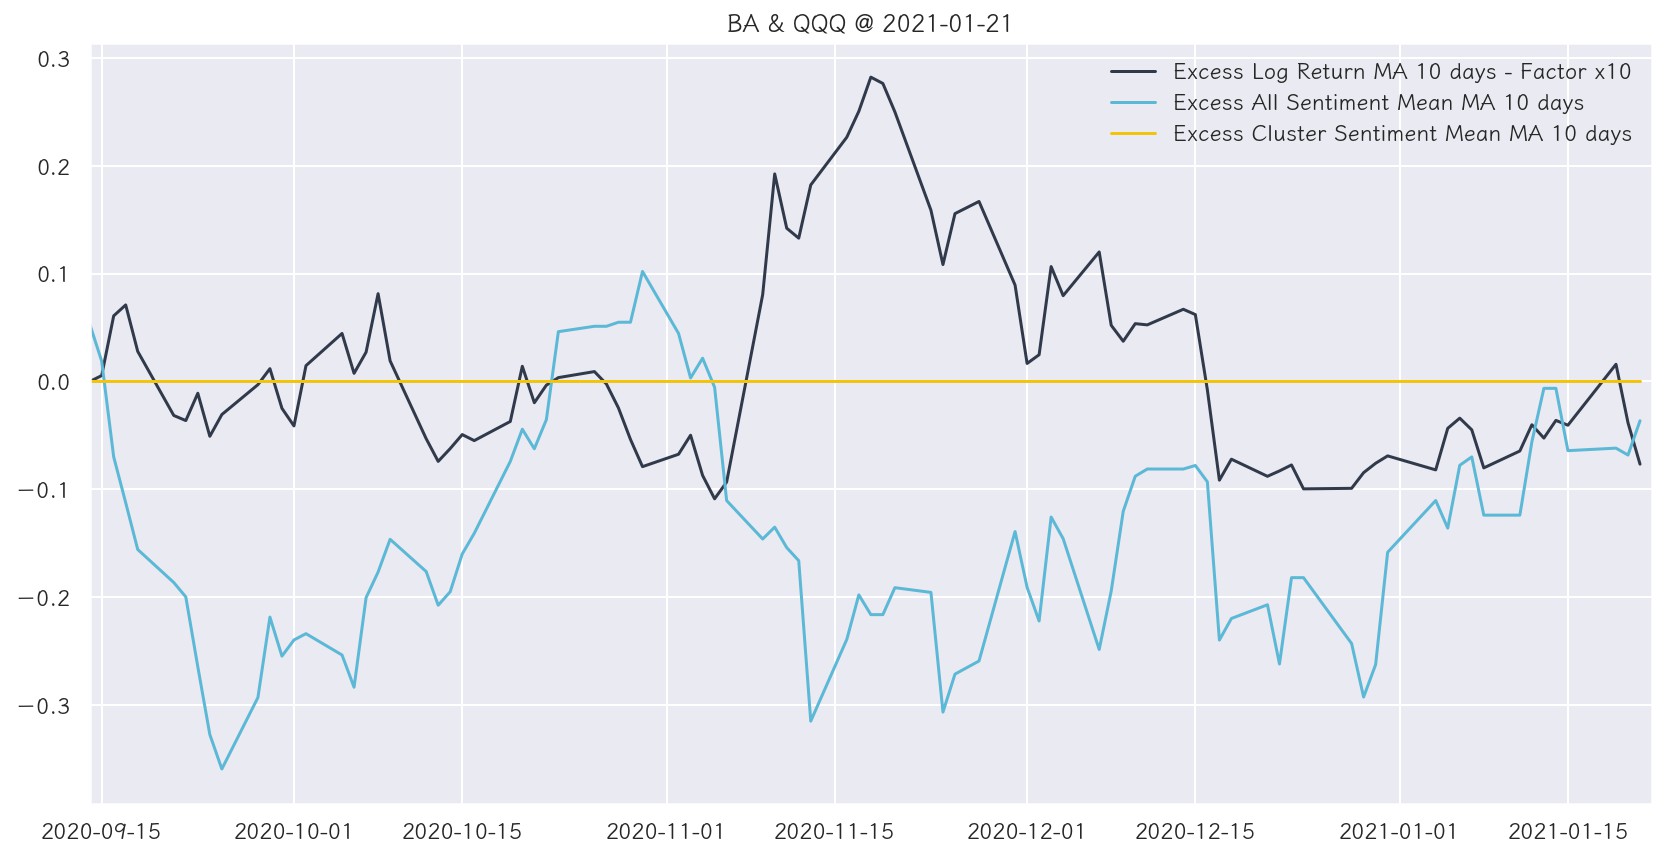 BA & QQQ @ 2021-01-21
Excess Log Return MA 10 days - Factor x10
Excess All Sentiment Mean MA 10 days
Excess Cluster Sentiment Mean MA 10 days
0.3
0.2
0.1
0.0
−0.1
−0.2
−0.3
2020-09-15 2020-10-01 2020-10-15 2020-11-01 2020-11-15 2020-12-01 2020-12-15 2021-01-01 2021-01-15